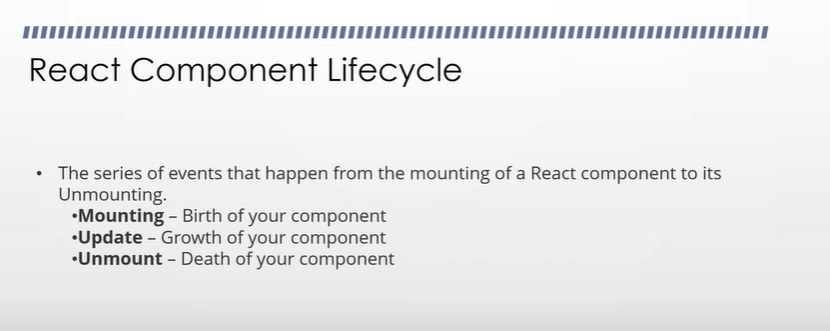 React Component Lifecycle
• The series of events that happen from the mounting of a React component to its
Unmounting.
•Mounting – Birth of your component
•Update – Growth of your component
•Unmount – Death of your component